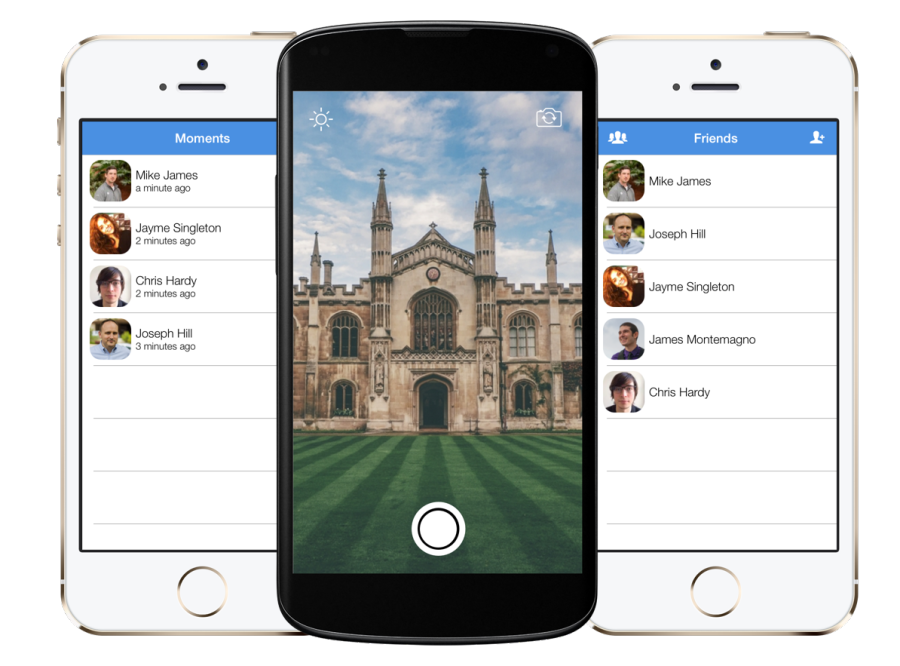 Moments
Mike James
a minute ago
Jayme Singleton
2 minutes ago
Chris Hardy
2 minutes ago
Joseph Hill
3 minutes ago
Friends
Mike James
Joseph Hill
Jayme Singleton
James Montemagno
Chris Hardy